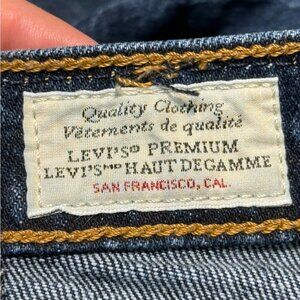 Quality Clothing
Vêtements de qualité
LEVI'S® PREMIUM
LEVI'S MD HAUT DE GAMME
SAN FRANCISCO, CAL.